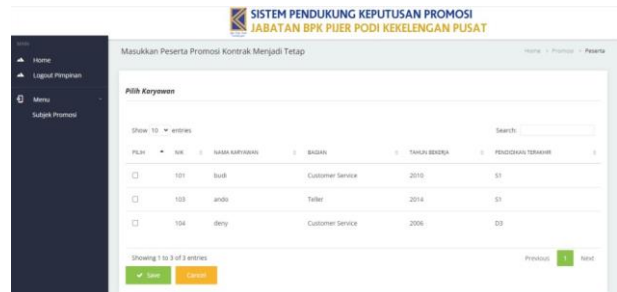 SISTEM PENDUKUNG KEPUTUSAN PROMOSI
JABATAN BPK PIJER PODI KEKELENGAN PUSAT
Home
Logout Pimpinan
Menu
Subjek Promosi
Masukkan Peserta Promosi Kontrak Menjadi Tetap
Home > Promosi > Peserta
Pilih Karyawan
Show 10 entries
Search:
PILIH NIK NAMA KARYAWAN BAGIAN TAHUN BEKERJA PENDIDIKAN TERAKHIR
101 budi Customer Service 2010 S1
103 ando Teller 2014 S1
104 deny Customer Service 2006 D3
Showing 1 to 3 of 3 entries
Previous 1 Next
Save Cancel